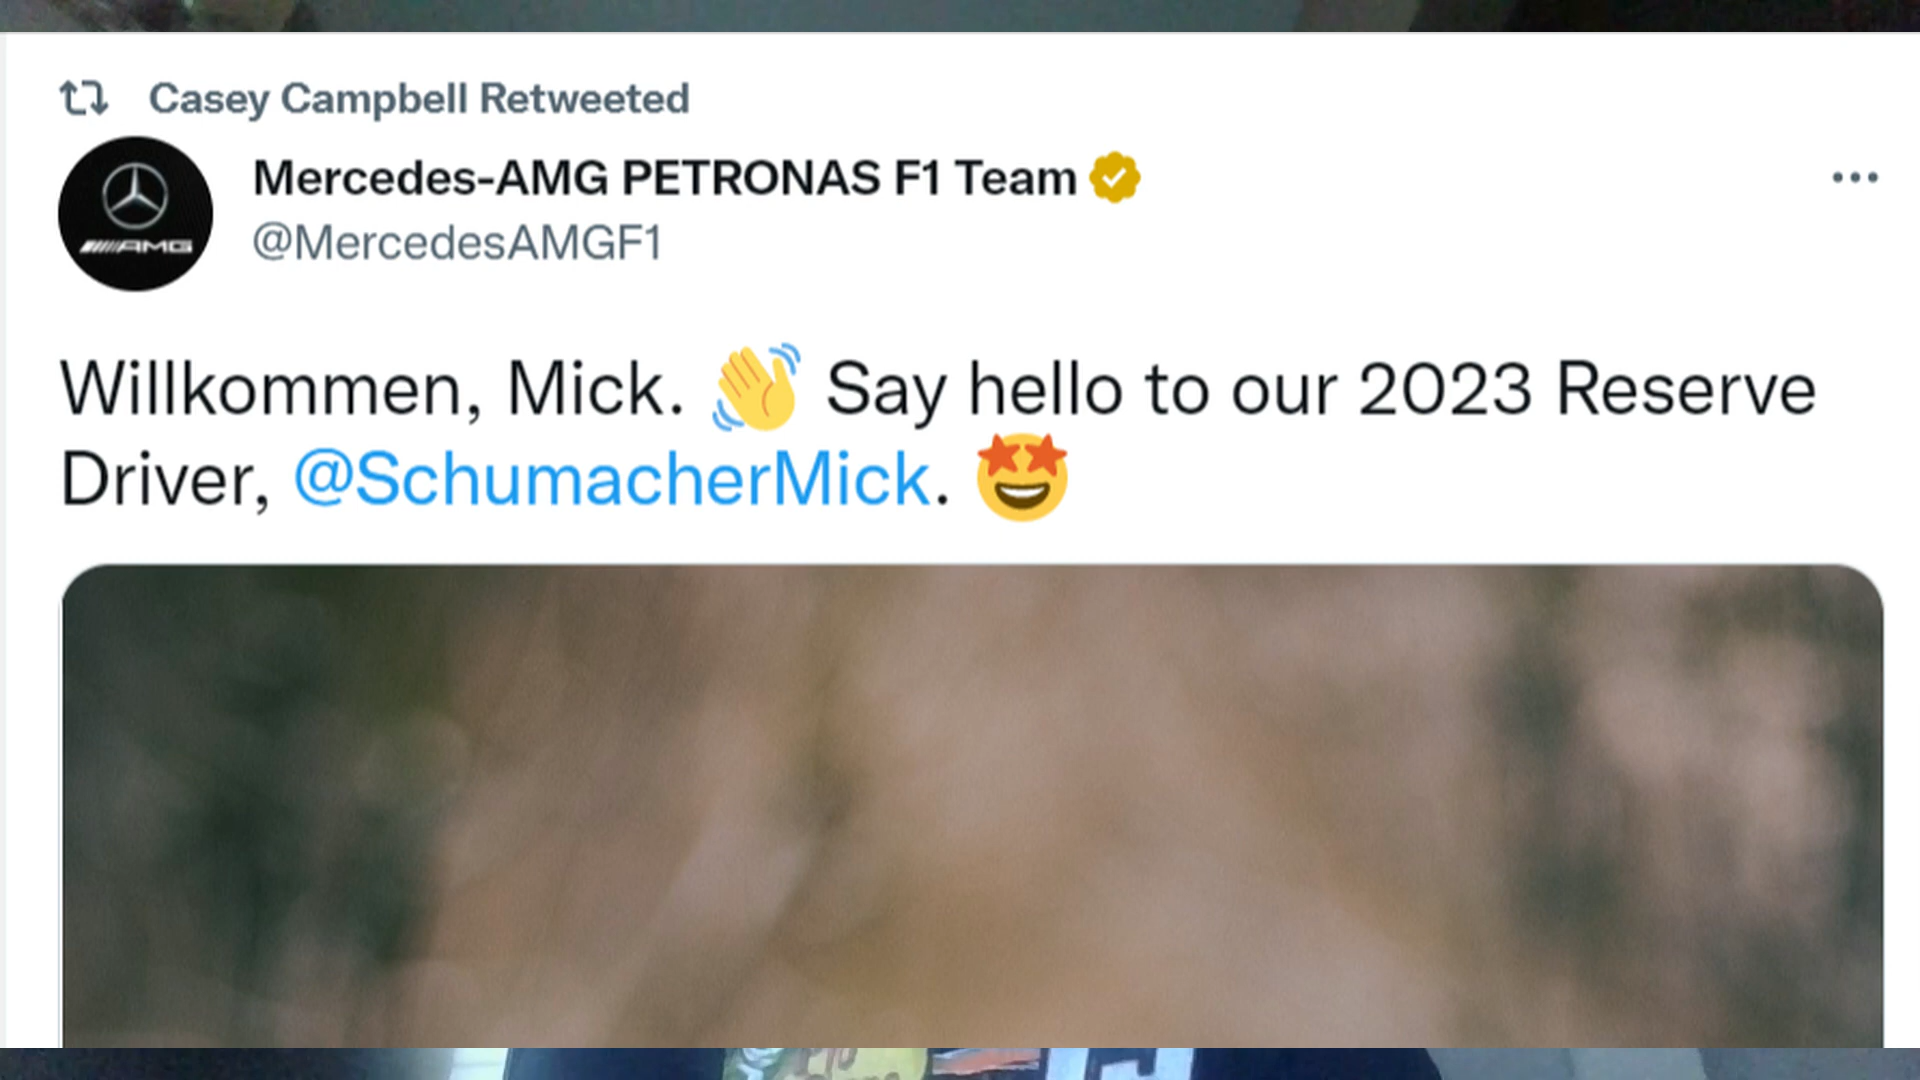 Casey Campbell Retweeted
Mercedes-AMG PETRONAS F1 Team
@MercedesAMGF1
AMG
Willkommen, Mick. 👋 Say hello to our 2023 Reserve
Driver, @SchumacherMick. 🤩